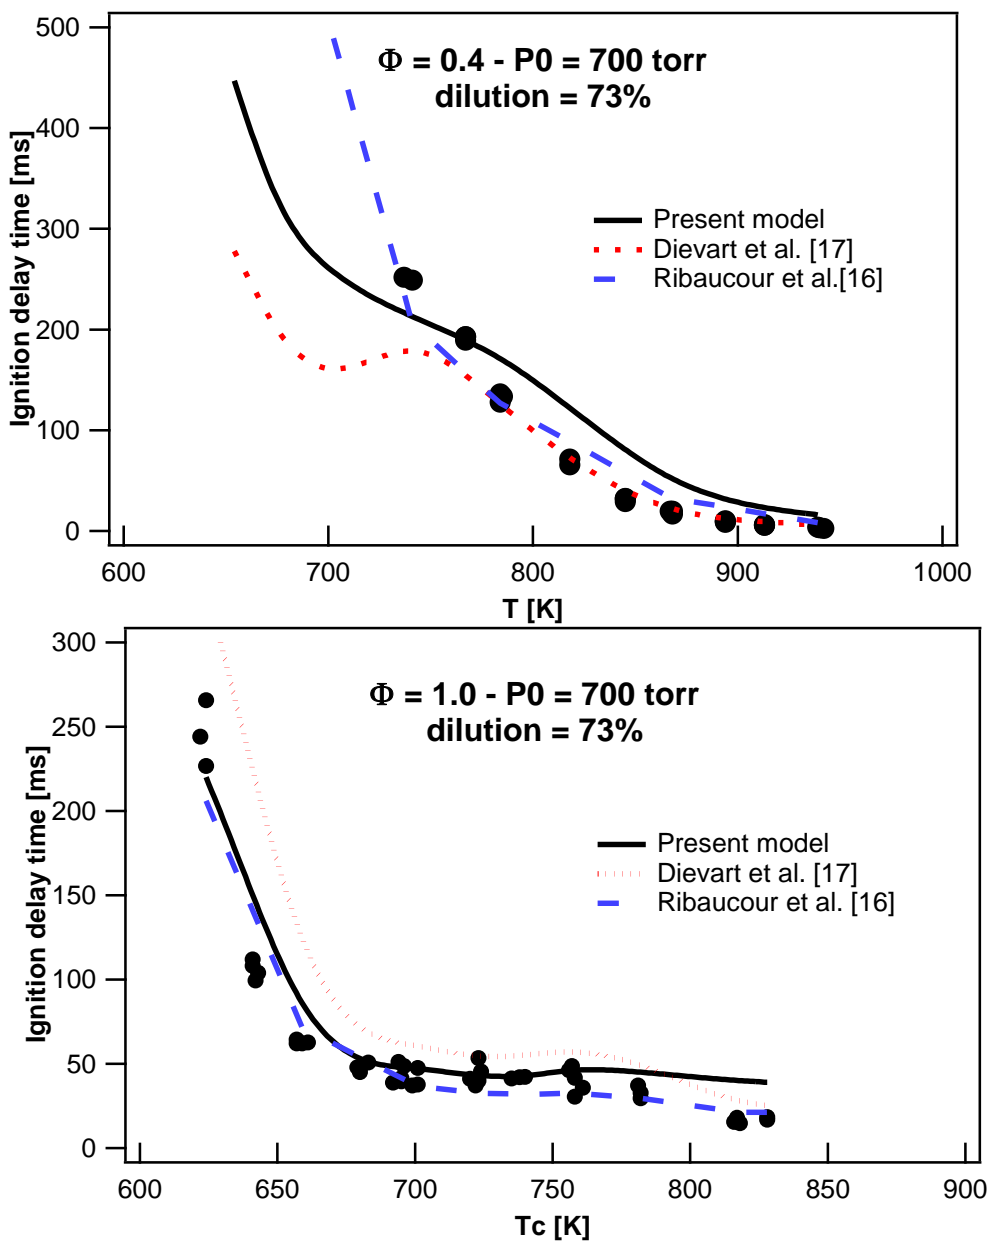 500
400
300
200
100
0
Ignition delay time [ms]
Φ = 0.4 - P0 = 700 torr
dilution = 73%
Present model
Dievart et al. [17]
Ribaucour et al.[16]
600
700
800
900
1000
T [K]
300
250
200
150
100
50
0
Ignition delay time [ms]
Φ = 1.0 - P0 = 700 torr
dilution = 73%
Present model
Dievart et al. [17]
Ribaucour et al. [16]
600
650
700
750
800
850
900
Tc [K]